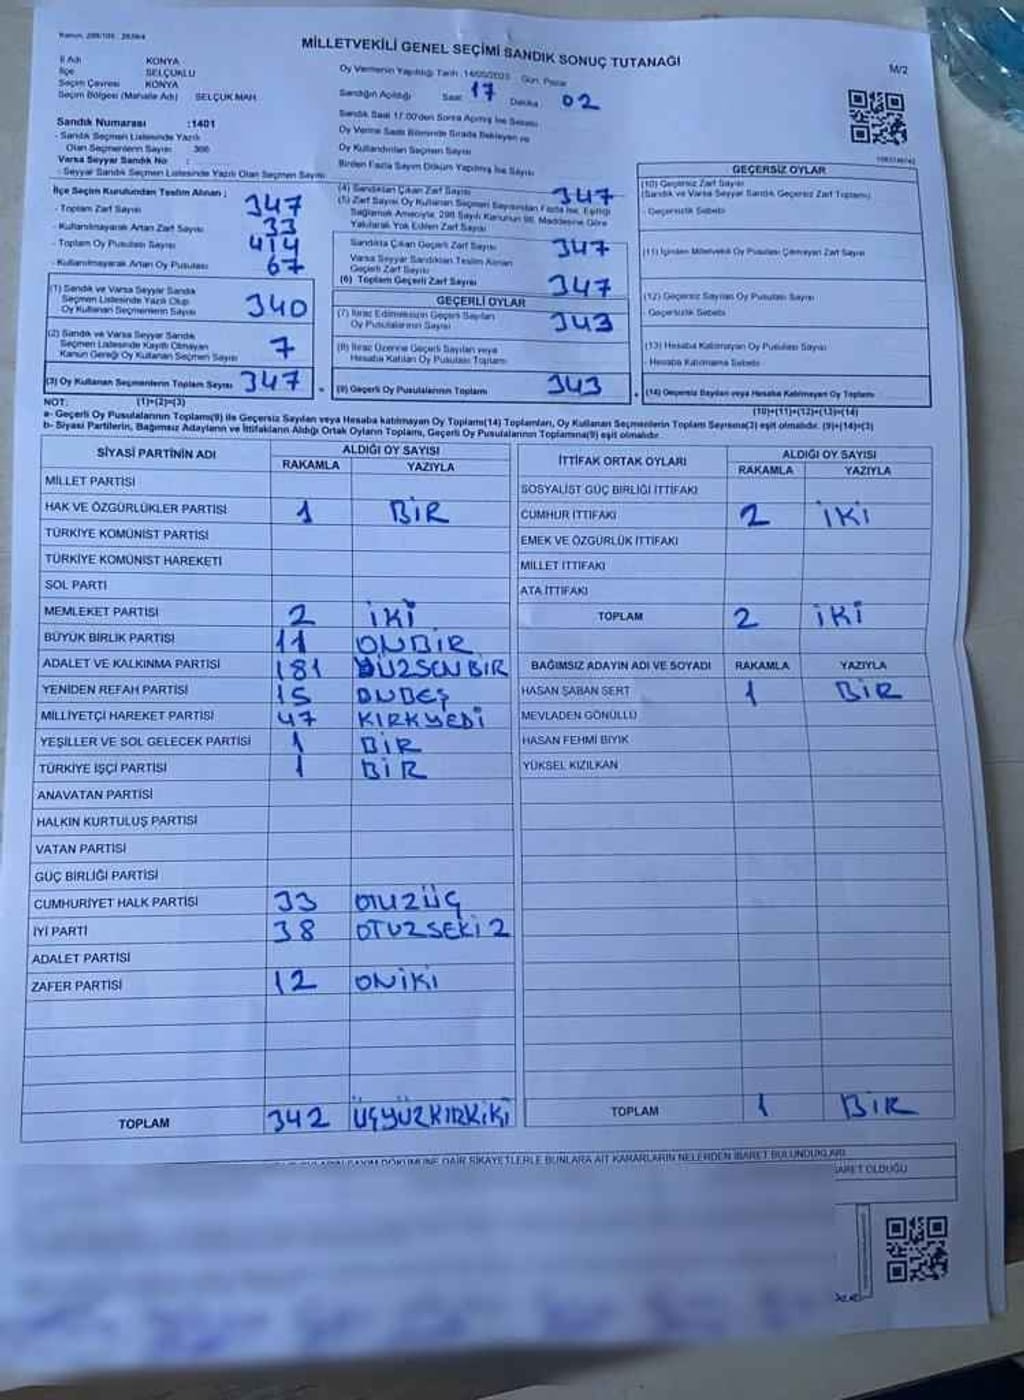 MİLLETVEKİLİ GENEL SEÇİMİ SANDIK SONUÇ TUTANAĞI
M/2
İl Adı KONYA
İlçe SELÇUKLU
Seçim Çevresi KONYA
Seçim Bölgesi (Mahalle Adı) SELÇUK MAH
Oy Vermenin Yapıldığı Tarih :14/05/2023 Gün: Pazar
Sandığın Açıldığı Saat 17 Dakika 02
Sandık Saat 17.00'den Sonra Açılmış İse Sebebi
Oy Verme Saati Bitiminde Sırada Bekleyen ve
Oy Kullandırılan Seçmen Sayısı
Birden Fazla Sayım Döküm Yapılmış İse Sayısı
Sandık Numarası :1401
- Sandık Seçmen Listesinde Yazılı
Olan Seçmenlerin Sayısı
Varsa Seyyar Sandık No :
- Seyyar Sandık Seçmen Listesinde Yazılı Olan Seçmen Sayısı
İlçe Seçim Kurulundan Teslim Alınan ;
- Toplam Zarf Sayısı 347
- Kullanılmayarak Artan Zarf Sayısı 33
- Toplam Oy Pusulası Sayısı 414
- Kullanılmayarak Artan Oy Pusulası 67
(1) Sandık ve Varsa Seyyar Sandık
Seçmen Listesinde Yazılı Olup
Oy Kullanan Seçmenlerin Sayısı 340
(2) Sandık ve Varsa Seyyar Sandık
Seçmen Listesinde Kayıtlı Olmayan
Kanun Gereği Oy Kullanan Seçmen Sayısı 7
(3) Oy Kullanan Seçmenlerin Toplam Sayısı 347
(1)+(2)=(3)
(4) Sandıktan Çıkan Zarf Sayısı 347
(5) Zarf Sayısı Oy Kullanan Seçmen Sayısından Fazla İse, Eşitliği
Sağlamak Amacıyla, 298 Sayılı Kanunun 98. Maddesine Göre
Yakılarak Yok Edilen Zarf Sayısı
Sandıkta Çıkan Geçerli Zarf Sayısı 347
Varsa Seyyar Sandıktan Teslim Alınan
Geçerli Zarf Sayısı
(6) Toplam Geçerli Zarf Sayısı 347
GEÇERLİ OYLAR
(7) İtiraz Edilmeksizin Geçerli Sayılan
Oy Pusulalarının Sayısı 343
(8) İtiraz Üzerine Geçerli Sayılan veya
Hesaba Katılan Oy Pusulası Toplamı
(9) Geçerli Oy Pusulalarının Toplamı 343
GEÇERSİZ OYLAR
(10) Geçersiz Zarf Sayısı
(Sandık ve Varsa Seyyar Sandık Geçersiz Zarf Toplamı)
- Geçersizlik Sebebi
(11) İçinden Milletvekili Oy Pusulası Çıkmayan Zarf Sayısı
(12) Geçersiz Sayılan Oy Pusulası Sayısı
- Geçersizlik Sebebi
(13) Hesaba Katılmayan Oy Pusulası Sayısı
- Hesaba Katılmama Sebebi
(14) Geçersiz Sayılan veya Hesaba Katılmayan Oy Toplamı
(10)+(11)+(12)+(13)=(14)
NOT:
a- Geçerli Oy Pusulalarının Toplamı(9) ile Geçersiz Sayılan veya Hesaba katılmayan Oy Toplamı(14) Toplamları, Oy Kullanan Seçmenlerin Toplam Sayısına(3) eşit olmalıdır. (9)+(14)=(3)
b- Siyasi Partilerin, Bağımsız Adayların ve İttifakların Aldığı Ortak Oyların Toplamı, Geçerli Oy Pusulalarının Toplamına(9) eşit olmalıdır.
SİYASİ PARTİNİN ADI ALDIĞI OY SAYISI
RAKAMLA YAZIYLA
MİLLET PARTİSİ
HAK VE ÖZGÜRLÜKLER PARTİSİ 1 BİR
TÜRKİYE KOMÜNİST PARTİSİ
TÜRKİYE KOMÜNİST HAREKETİ
SOL PARTİ
MEMLEKET PARTİSİ 2 İKİ
BÜYÜK BİRLİK PARTİSİ 11 ONBİR
ADALET VE KALKINMA PARTİSİ 181 YÜZSENBİR
YENİDEN REFAH PARTİSİ 15 ONBEŞ
MİLLİYETÇİ HAREKET PARTİSİ 47 KIRKYEDİ
YEŞİLLER VE SOL GELECEK PARTİSİ 1 BİR
TÜRKİYE İŞÇİ PARTİSİ 1 BİR
ANAVATAN PARTİSİ
HALKIN KURTULUŞ PARTİSİ
VATAN PARTİSİ
GÜÇ BİRLİĞİ PARTİSİ
CUMHURİYET HALK PARTİSİ 33 OTUZÜÇ
İYİ PARTİ 38 OTUZSEKİ2
ADALET PARTİSİ
ZAFER PARTİSİ 12 ONİKİ
TOPLAM 342 ÜÇYÜZKIRKİKİ
İTTİFAK ORTAK OYLARI ALDIĞI OY SAYISI
RAKAMLA YAZIYLA
SOSYALİST GÜÇ BİRLİĞİ İTTİFAKI
CUMHUR İTTİFAKI 2 İKİ
EMEK VE ÖZGÜRLÜK İTTİFAKI
MİLLET İTTİFAKI
ATA İTTİFAKI
TOPLAM 2 İKİ
BAĞIMSIZ ADAYIN ADI VE SOYADI RAKAMLA YAZIYLA
HASAN ŞABAN SERT 1 BİR
MEVLADEN GÖNÜLLÜ
HASAN FEHMİ BIYIK
YÜKSEL KIZILKAN
TOPLAM 1 BİR
DÖKÜMÜNE DAİR ŞİKAYETLERLE BUNLARA AİT KARARLARIN NELERDEN İBARET BULUNDUKLARI
OLDUĞU